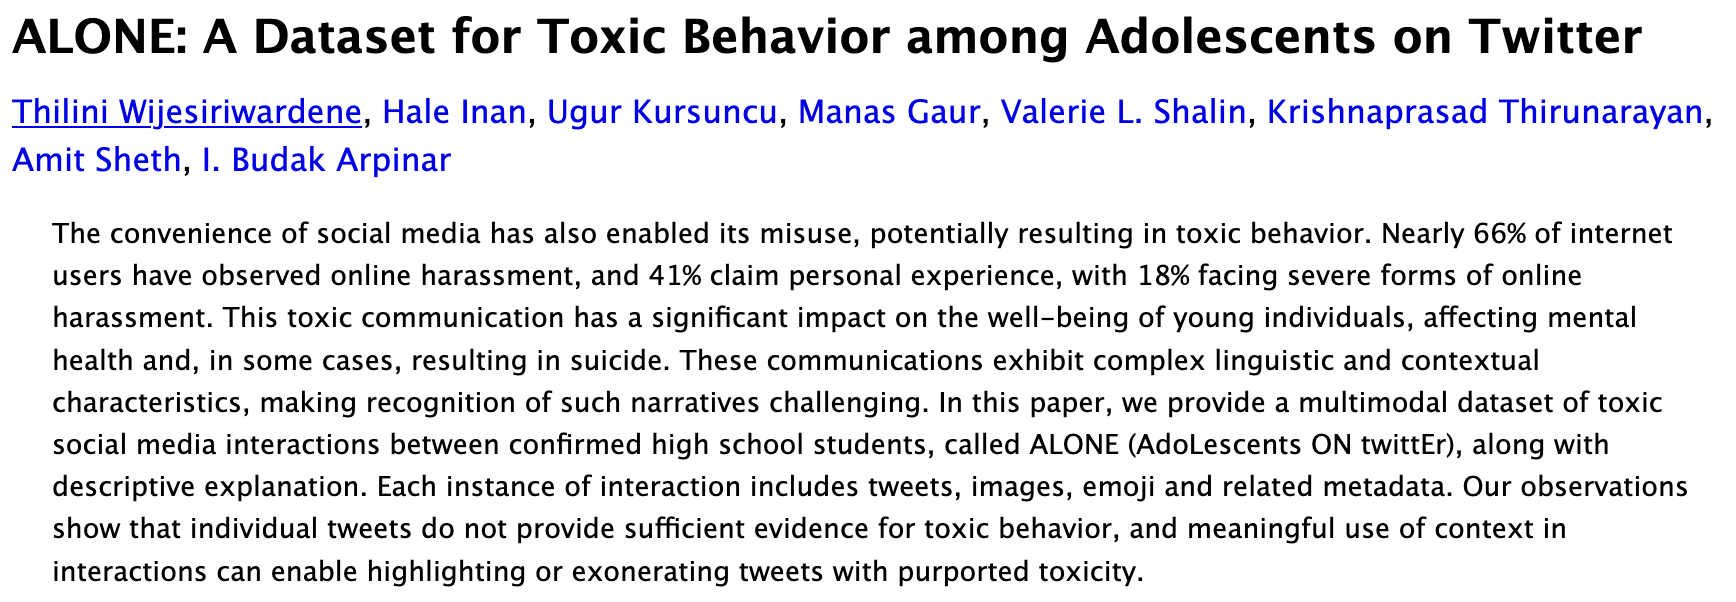 ALONE: A Dataset for Toxic Behavior among Adolescents on Twitter
Thilini Wijesiriwardene, Hale Inan, Ugur Kursuncu, Manas Gaur, Valerie L. Shalin, Krishnaprasad Thirunarayan,
Amit Sheth, I. Budak Arpinar
The convenience of social media has also enabled its misuse, potentially resulting in toxic behavior. Nearly 66% of internet
users have observed online harassment, and 41% claim personal experience, with 18% facing severe forms of online
harassment. This toxic communication has a significant impact on the well-being of young individuals, affecting mental
health and, in some cases, resulting in suicide. These communications exhibit complex linguistic and contextual
characteristics, making recognition of such narratives challenging. In this paper, we provide a multimodal dataset of toxic
social media interactions between confirmed high school students, called ALONE (AdoLescents ON twittEr), along with
descriptive explanation. Each instance of interaction includes tweets, images, emoji and related metadata. Our observations
show that individual tweets do not provide sufficient evidence for toxic behavior, and meaningful use of context in
interactions can enable highlighting or exonerating tweets with purported toxicity.